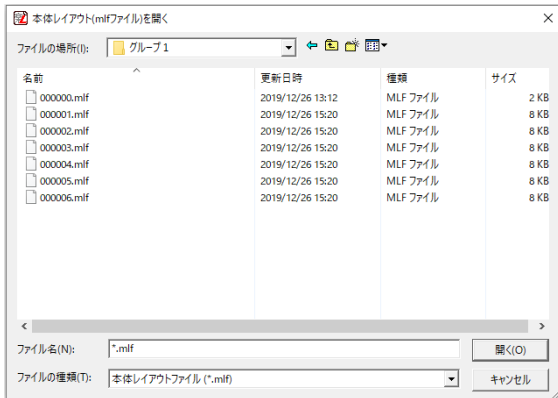 本体レイアウト(mlfファイル)を開く
ファイルの場所(I): グループ1
名前 更新日時 種類 サイズ
000000.mlf 2019/12/26 13:12 MLF ファイル 2 KB
000001.mlf 2019/12/26 15:20 MLF ファイル 8 KB
000002.mlf 2019/12/26 15:20 MLF ファイル 8 KB
000003.mlf 2019/12/26 15:20 MLF ファイル 8 KB
000004.mlf 2019/12/26 15:20 MLF ファイル 8 KB
000005.mlf 2019/12/26 15:20 MLF ファイル 8 KB
000006.mlf 2019/12/26 15:20 MLF ファイル 8 KB
ファイル名(N): *.mlf 開く(O)
ファイルの種類(T): 本体レイアウトファイル (*.mlf) キャンセル